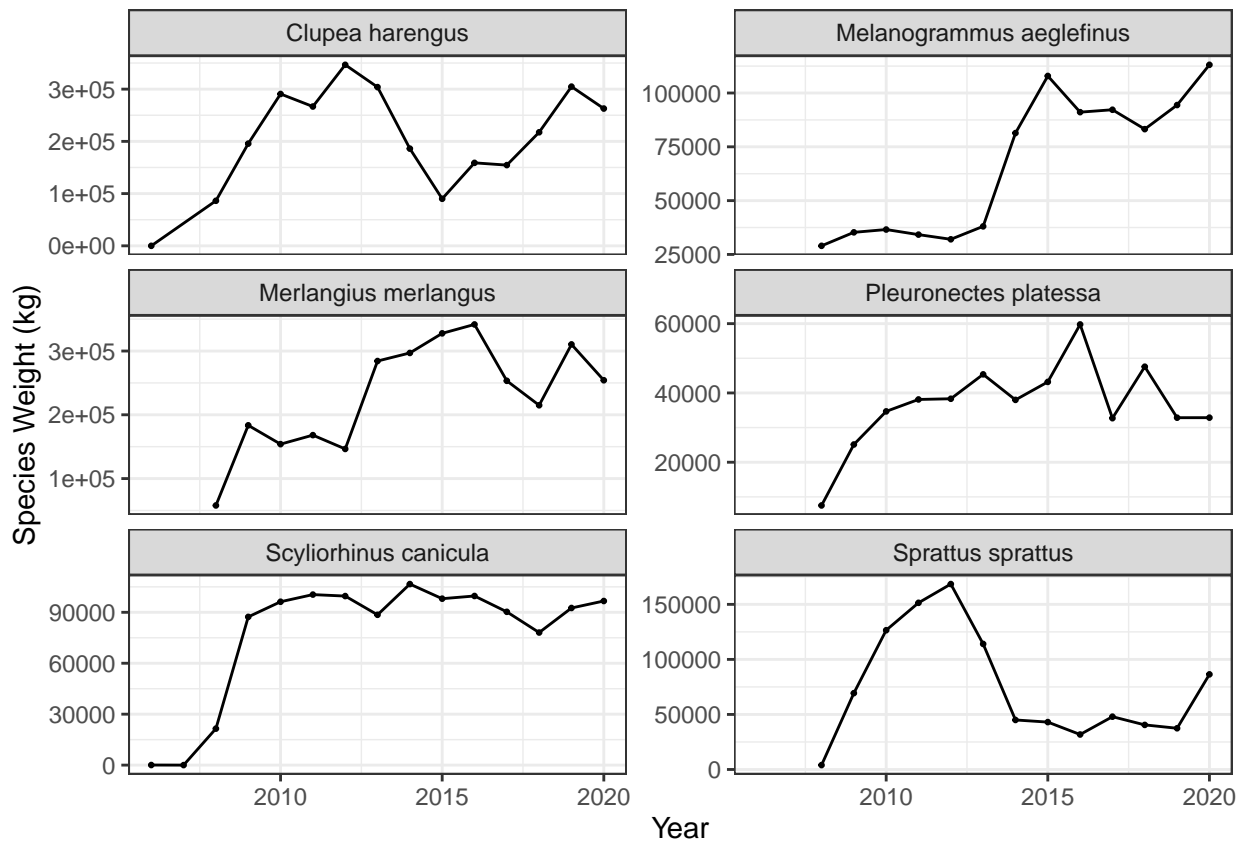 Clupea harengus
Melanogrammus aeglefinus
3e+05
2e+05
1e+05
0e+00
100000
75000
50000
25000
Merlangius merlangus
Pleuronectes platessa
3e+05
2e+05
1e+05
60000
40000
20000
Species Weight (kg)
Scyliorhinus canicula
Sprattus sprattus
90000
60000
30000
0
150000
100000
50000
0
2010 2015 2020
2010 2015 2020
Year